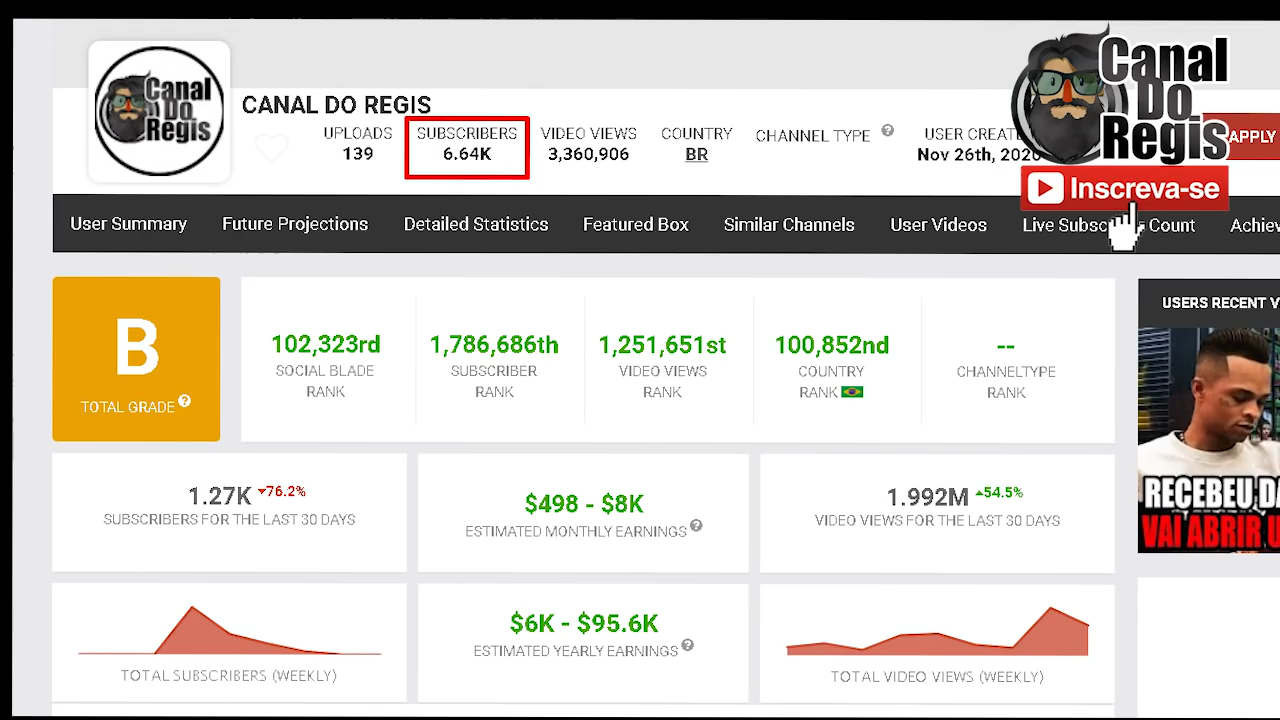 Canal
Do
Regis
CANAL DO REGIS
UPLOADS
139
SUBSCRIBERS
6.64K
VIDEO VIEWS
3,360,906
COUNTRY
BR
CHANNEL TYPE ?
USER CREATE
Nov 26th, 2020
Canal
Do
Regis
APPLY
Inscreva-se
User Summary
Future Projections
Detailed Statistics
Featured Box
Similar Channels
User Videos
Live Subsc Count
Achie
B
TOTAL GRADE ?
102,323rd
SOCIAL BLADE
RANK
1,786,686th
SUBSCRIBER
RANK
1,251,651st
VIDEO VIEWS
RANK
100,852nd
COUNTRY
RANK
--
CHANNELTYPE
RANK
USERS RECENT
RECEBEU
VAI ABRIR
1.27K 76.2%
SUBSCRIBERS FOR THE LAST 30 DAYS
$498 - $8K
ESTIMATED MONTHLY EARNINGS ?
1.992M 54.5%
VIDEO VIEWS FOR THE LAST 30 DAYS
TOTAL SUBSCRIBERS (WEEKLY)
$6K - $95.6K
ESTIMATED YEARLY EARNINGS ?
TOTAL VIDEO VIEWS (WEEKLY)